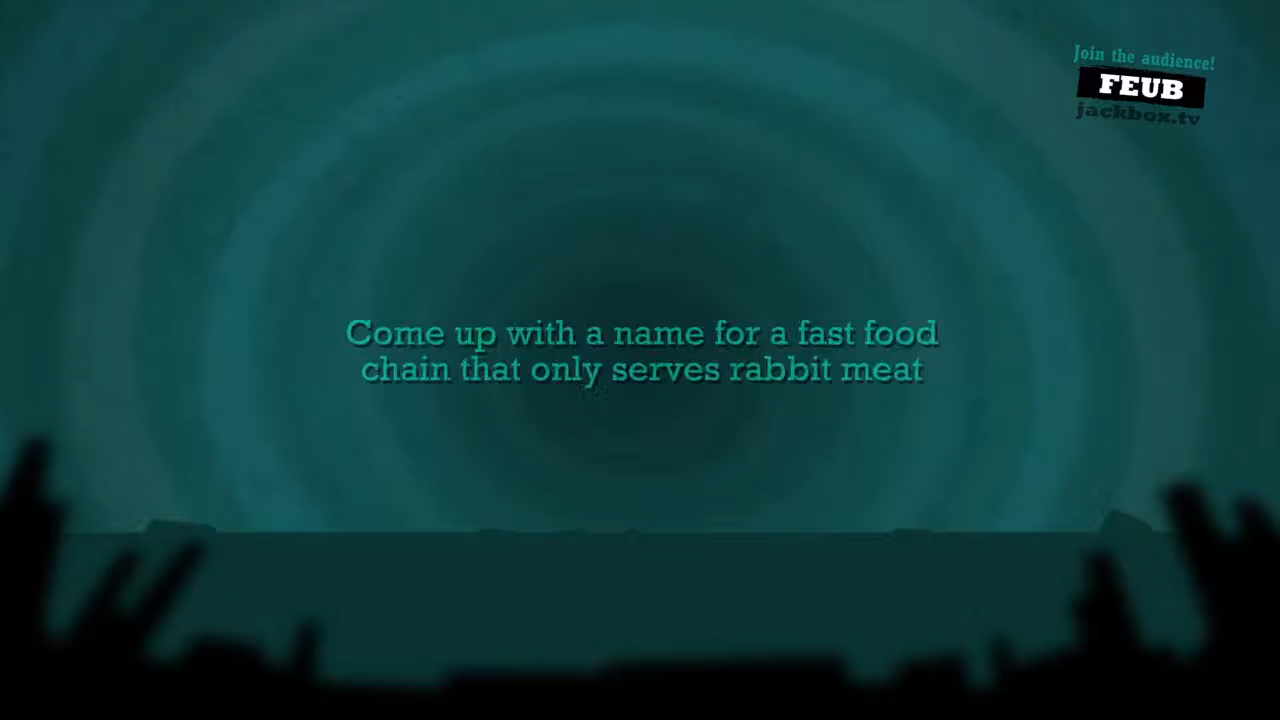 Join the audience!
FEUB
jackbox.tv
Come up with a name for a fast food
chain that only serves rabbit meat